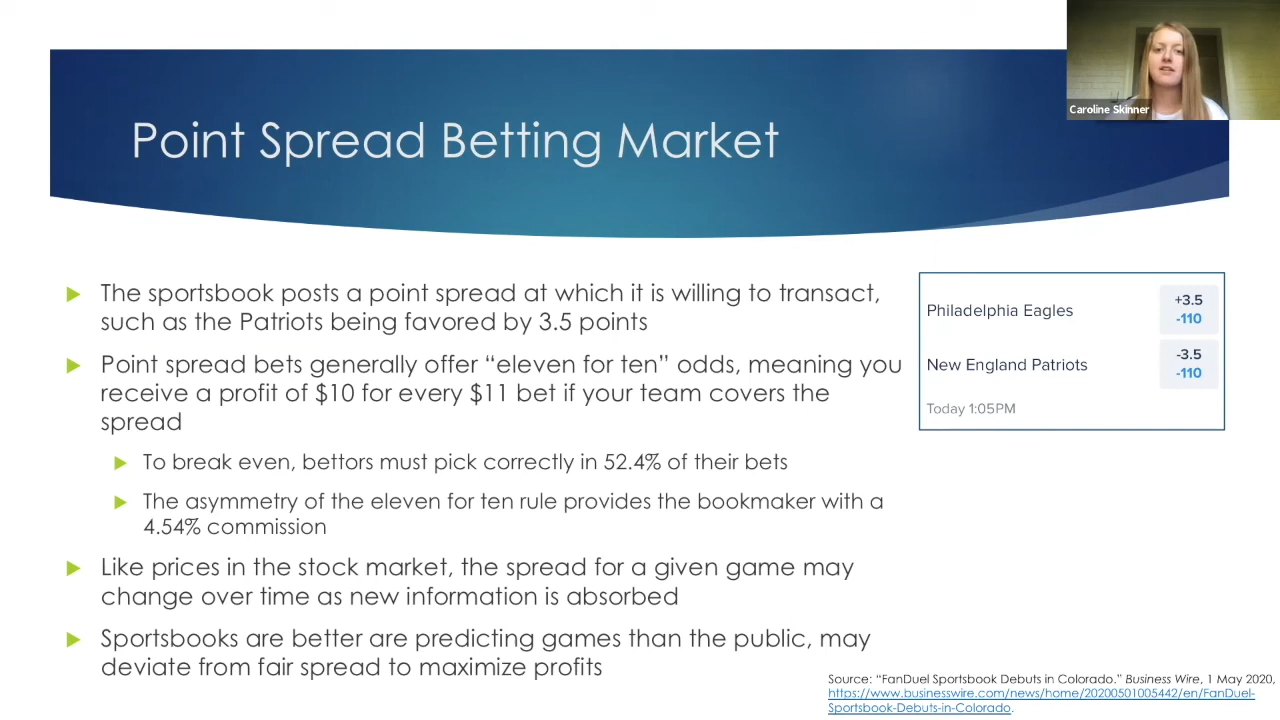 Caroline Skinner
Point Spread Betting Market
The sportsbook posts a point spread at which it is willing to transact,
such as the Patriots being favored by 3.5 points
Point spread bets generally offer “eleven for ten” odds, meaning you
receive a profit of $10 for every $11 bet if your team covers the
spread
To break even, bettors must pick correctly in 52.4% of their bets
The asymmetry of the eleven for ten rule provides the bookmaker with a
4.54% commission
Like prices in the stock market, the spread for a given game may
change over time as new information is absorbed
Sportsbooks are better are predicting games than the public, may
deviate from fair spread to maximize profits
Philadelphia Eagles
+3.5
-110
New England Patriots
-3.5
-110
Today 1:05PM
Source: “FanDuel Sportsbook Debuts in Colorado.” Business Wire, 1 May 2020,
https://www.businesswire.com/news/home/20200501005442/en/FanDuel-
Sportsbook-Debuts-in-Colorado.